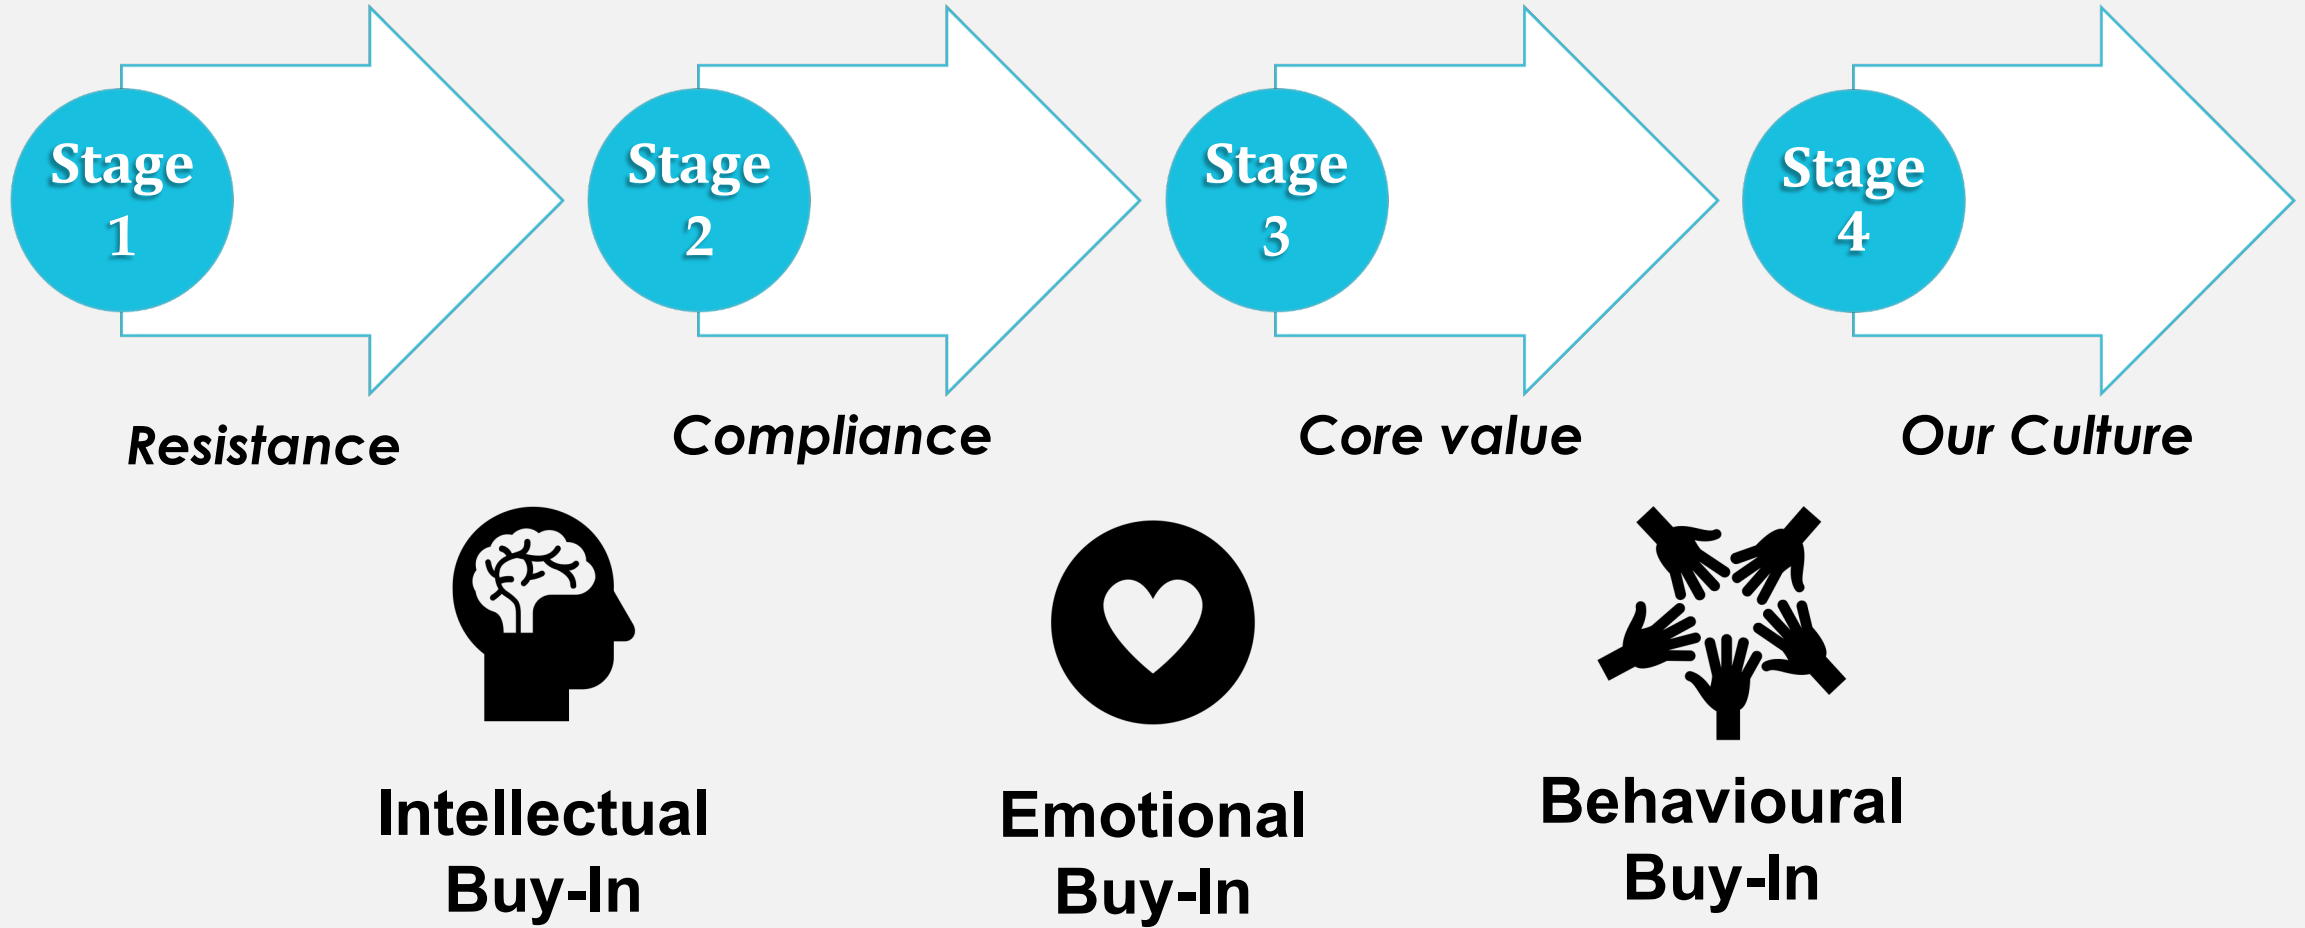 Stage
1
Stage
2
Stage
3
Stage
4
Resistance
Compliance
Core value
Our Culture
Intellectual
Buy-In
Emotional
Buy-In
Behavioural
Buy-In